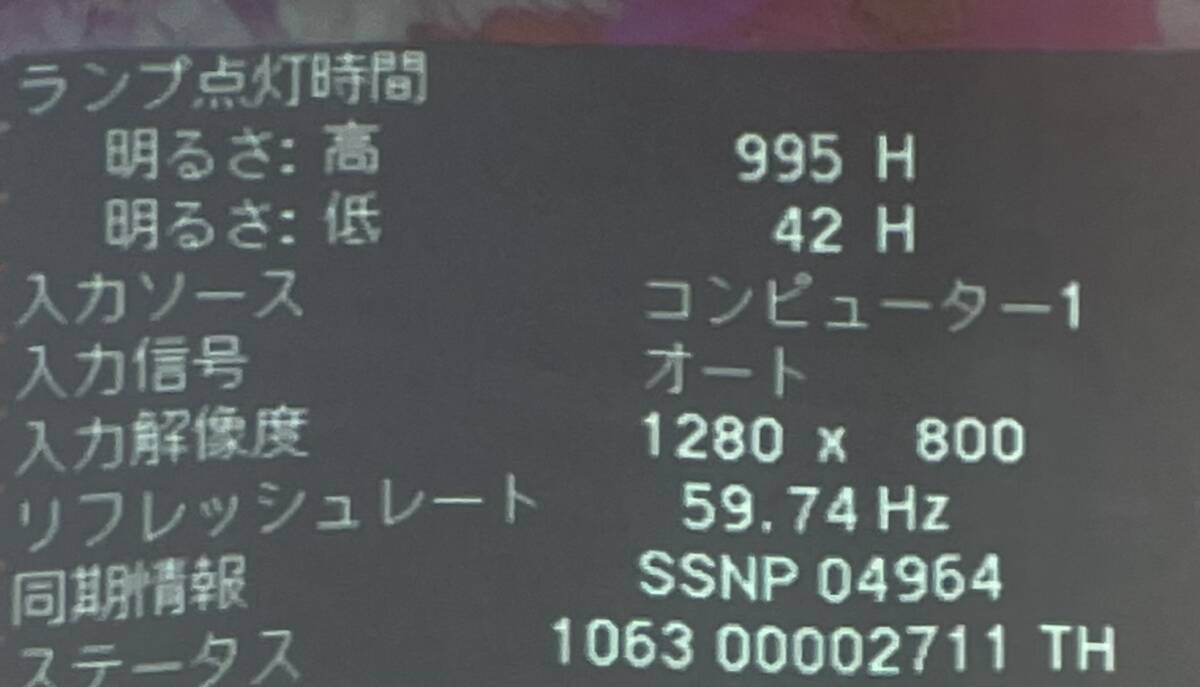 ランプ点灯時間
明るさ: 高 995 H
明るさ: 低 42 H
入力ソース コンピューター1
入力信号 オート
入力解像度 1280 x 800
リフレッシュレート 59.74 Hz
同期情報 SSNP 04964
ステータス 1063 00002711 TH